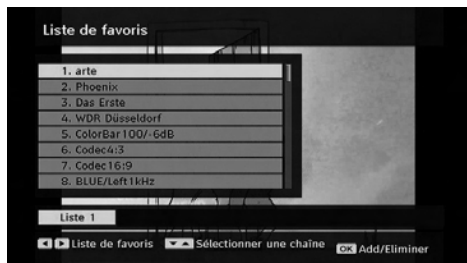 Liste de favoris
1. arte
2. Phoenix
3. Das Erste
4. WDR Düsseldorf
5. ColorBar100/-6dB
6. Codec4:3
7. Codec16:9
8. BLUE/Left1kHz
Liste 1
Liste de favoris Sélectionner une chaîne OK Add/Eliminer